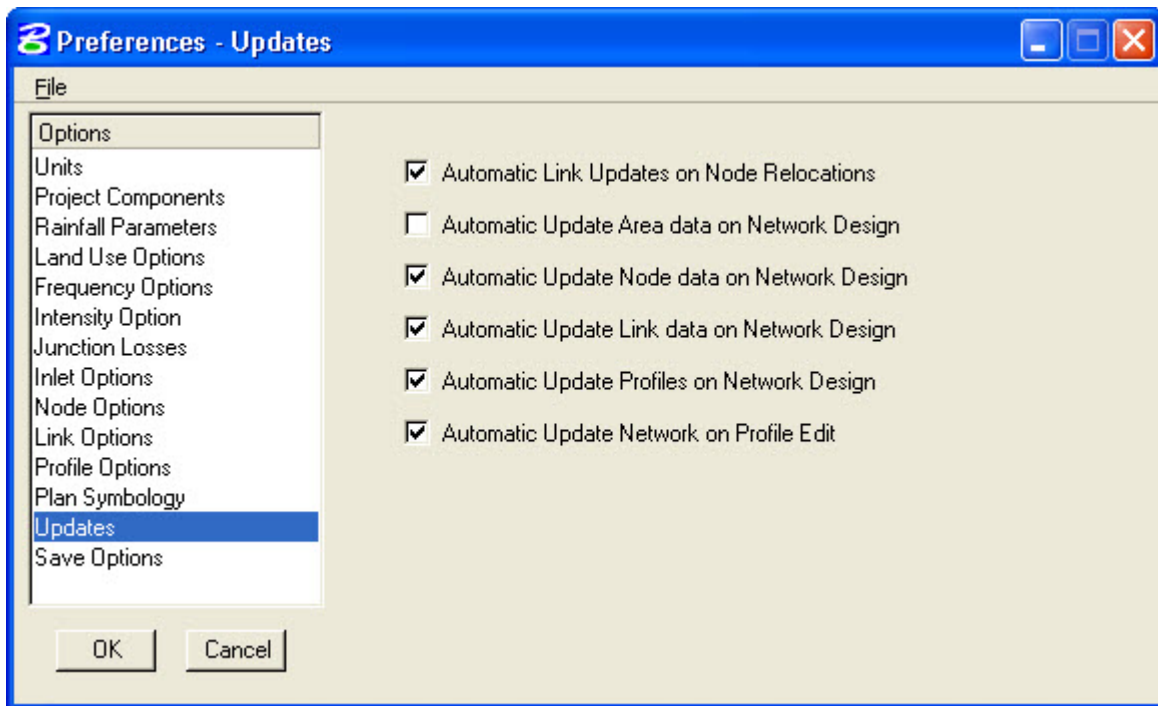 Preferences - Updates
File
Options
Units
Project Components
Rainfall Parameters
Land Use Options
Frequency Options
Intensity Option
Junction Losses
Inlet Options
Node Options
Link Options
Profile Options
Plan Symbology
Updates
Save Options
Automatic Link Updates on Node Relocations
Automatic Update Area data on Network Design
Automatic Update Node data on Network Design
Automatic Update Link data on Network Design
Automatic Update Profiles on Network Design
Automatic Update Network on Profile Edit
OK
Cancel